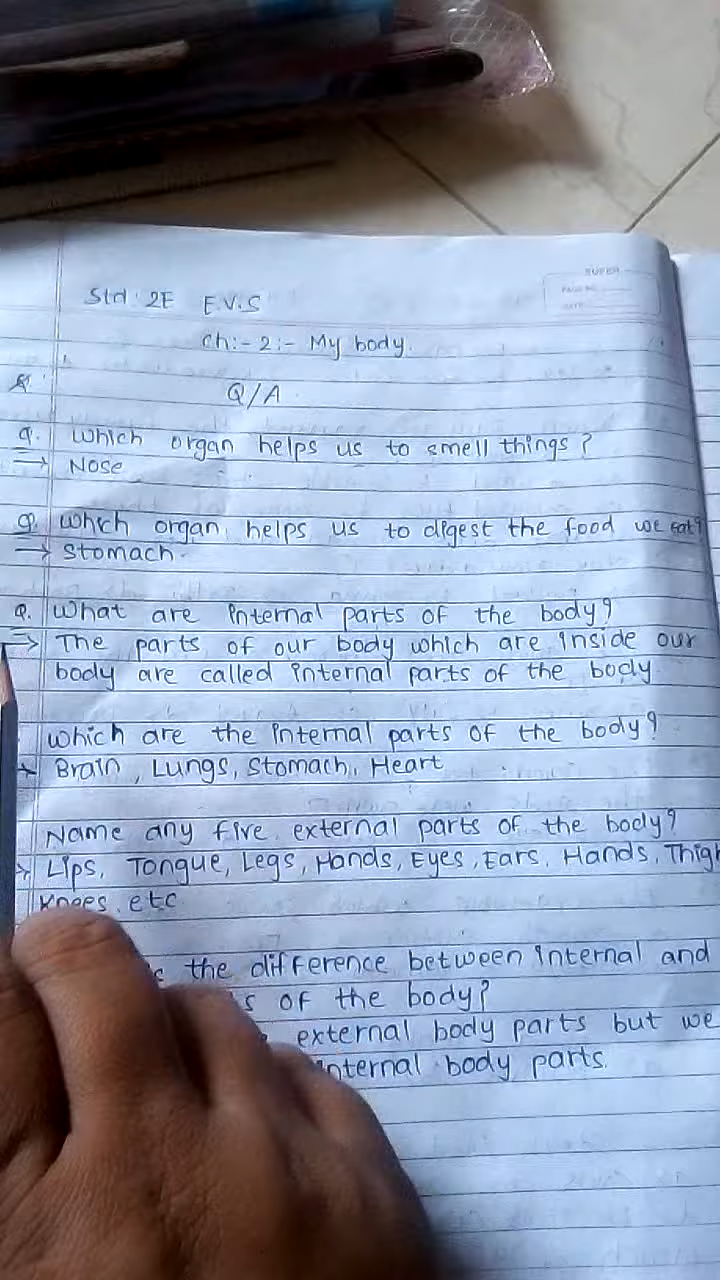 SUPER
PAGE NO.
DATE
Std : 2E E.V.S
Ch:- 2:- My body.
Q/A
Q. Which organ helps us to smell things?
→ Nose
Q. Which organ helps us to digest the food we eat?
→ Stomach.
Q. What are internal parts of the body?
⇒ The parts of our body which are inside our
body are called internal parts of the body
Which are the internal parts of the body?
Brain, Lungs, Stomach, Heart
Name any five external parts of the body?
Lips, Tongue, Legs, Hands, Eyes, Ears, Hands, Thigh
Knees, etc
the difference between internal and
of the body?
external body parts but we
internal body parts.